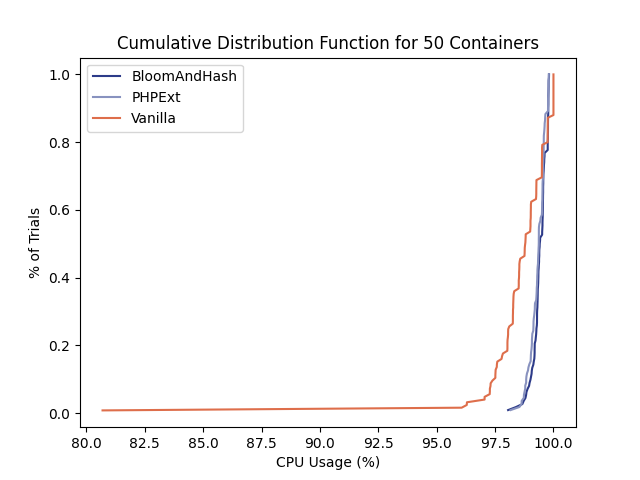 Cumulative Distribution Function for 50 Containers
BloomAndHash
PHPExt
Vanilla
% of Trials
1.0
0.8
0.6
0.4
0.2
0.0
80.0 82.5 85.0 87.5 90.0 92.5 95.0 97.5 100.0
CPU Usage (%)